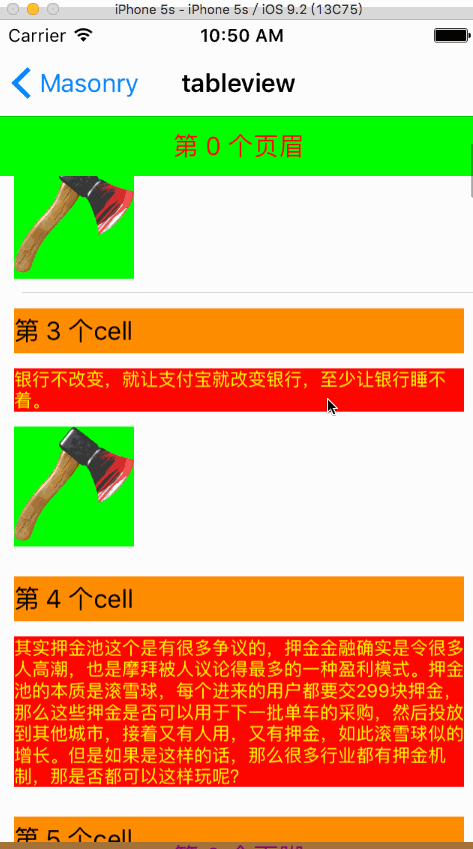 iPhone 5s - iPhone 5s / iOS 9.2 (13C75)
Carrier 10:50 AM
Masonry tableview
第 0 个页眉
第 3 个cell
银行不改变，就让支付宝就改变银行，至少让银行睡不
着。
第 4 个cell
其实押金池这个是有很多争议的，押金金融确实是令很多
人高潮，也是摩拜被人议论得最多的一种盈利模式。押金
池的本质是滚雪球，每个进来的用户都要交299块押金，
那么这些押金是否可以用于下一批单车的采购，然后投放
到其他城市，接着又有人用，又有押金，如此滚雪球似的
增长。但是如果是这样的话，那么很多行业都有押金机
制，那是否都可以这样玩呢？
第 5 个cell